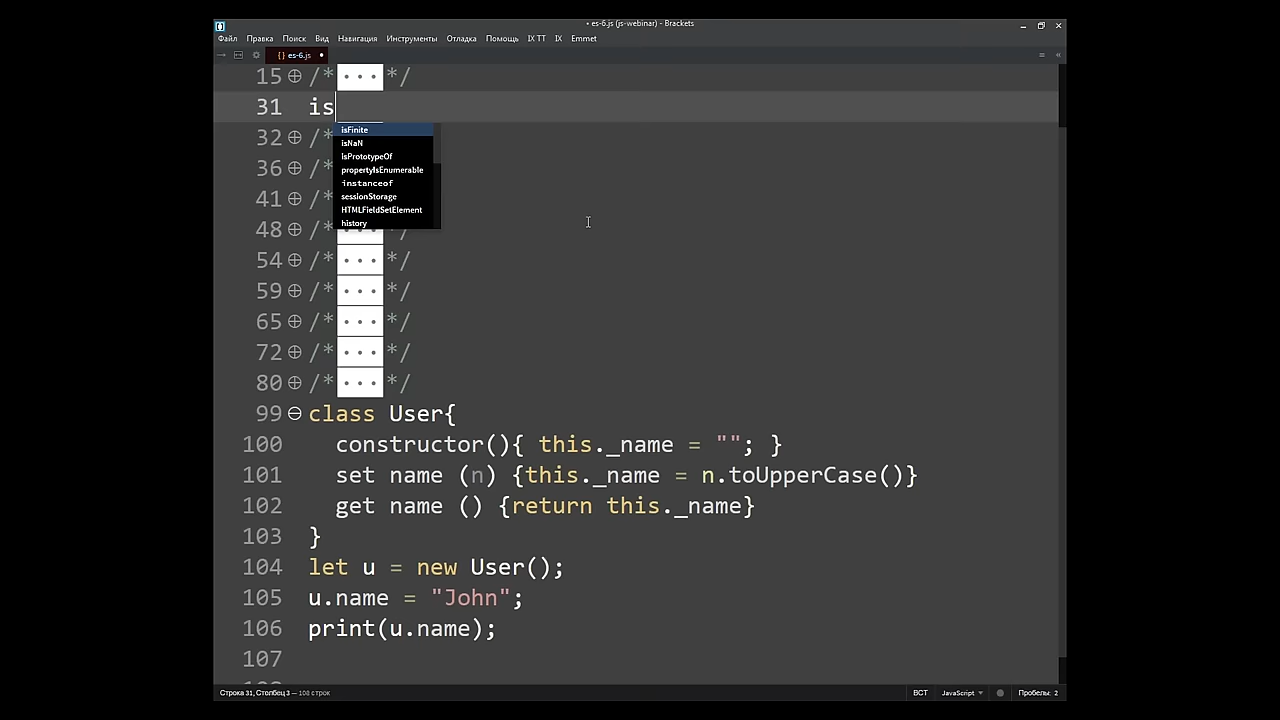 • es-6.js (js-webinar) - Brackets
Файл Правка Поиск Вид Навигация Инструменты Отладка Помощь IX TT IX Emmet
{} es-6.js •
15 /* ... */
31 is
isFinite
32 /*
isNaN
isPrototypeOf
36 /*
propertyIsEnumerable
instanceof
41 /*
sessionStorage
HTMLFieldSetElement
history
48 /* ... */
54 /* ... */
59 /* ... */
65 /* ... */
72 /* ... */
80 /* ... */
99 class User{
100 constructor(){ this._name = ""; }
101 set name (n) {this._name = n.toUpperCase()}
102 get name () {return this._name}
103 }
104 let u = new User();
105 u.name = "John";
106 print(u.name);
107
Строка 31, Столбец 3 — 108 строк ВСТ JavaScript Пробелы: 2